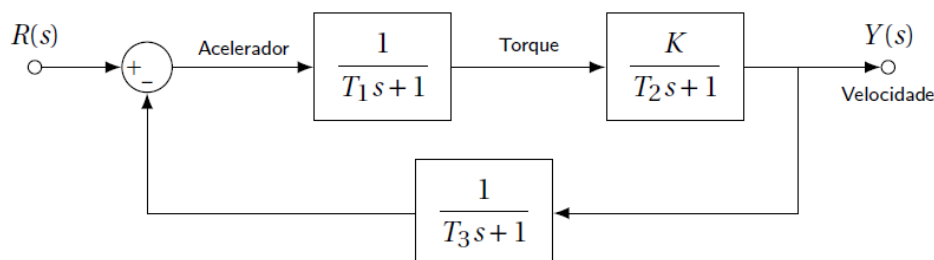 R(s)
+
−
Acelerador
1
T₁s+1
Torque
K
T₂s+1
Y(s)
Velocidade
1
T₃s+1